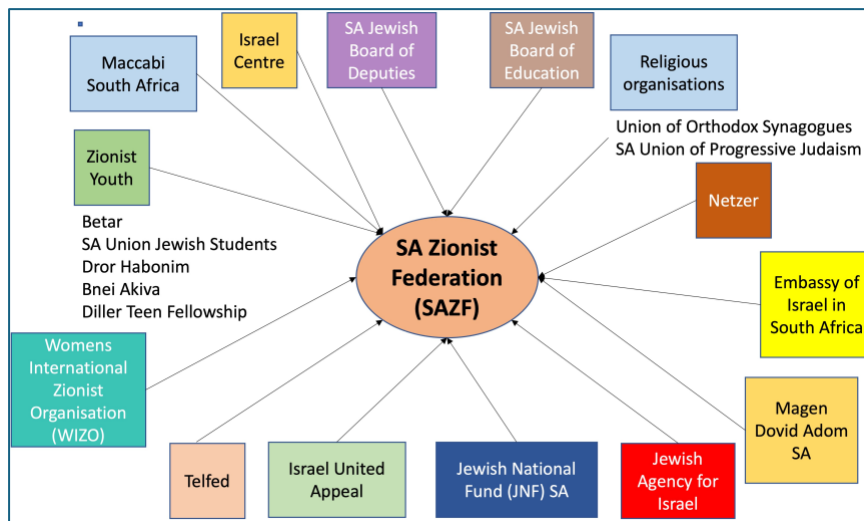 Maccabi
South Africa
Israel
Centre
SA Jewish
Board of
Deputies
SA Jewish
Board of
Education
Religious
organisations
Union of Orthodox Synagogues
SA Union of Progressive Judaism
Zionist
Youth
Betar
SA Union Jewish Students
Dror Habonim
Bnei Akiva
Diller Teen Fellowship
SA Zionist
Federation
(SAZF)
Netzer
Embassy of
Israel in
South Africa
Womens
International
Zionist
Organisation
(WIZO)
Telfed
Israel United
Appeal
Jewish National
Fund (JNF) SA
Jewish
Agency for
Israel
Magen
Dovid Adom
SA